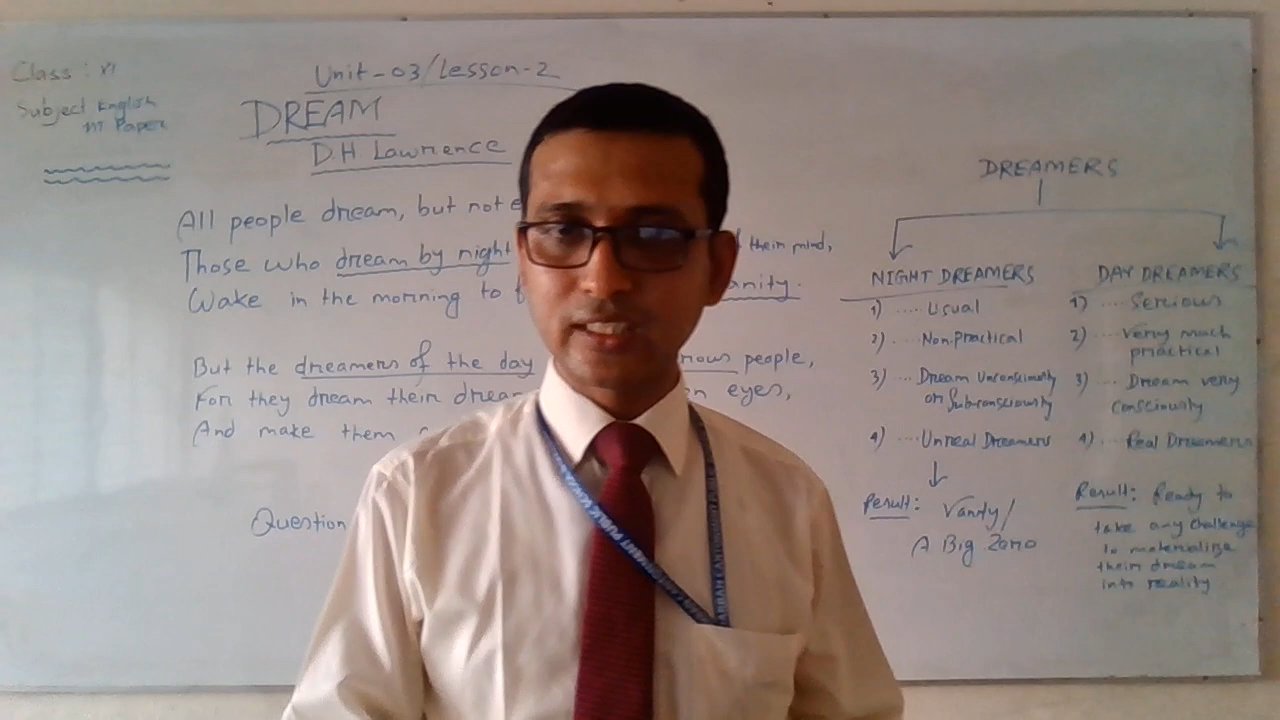 Class : XI
Subject English
1st Paper
Unit-03/Lesson-2
DREAM
D.H Lawrence
All people dream, but not e
Those who dream by night their mind,
Wake in the morning to anity.
But the dreamers of the day rious people,
For they dream their drea n eyes,
And make them
Question
DREAMERS
NIGHT DREAMERS
1) .... Usual
2) ... Non.Practical
3) ... Dream Unconsciously
or Subconsciously
4) ... Unreal Dreamers
Result: Vanity/
A Big Zero
DAY DREAMERS
1) .... Serious
2) ... Very much
practical
3) ... Dream very
consciously
4) ... Real Dreamers
Result: Ready to
take any challenge
to materialize
their dream
into reality